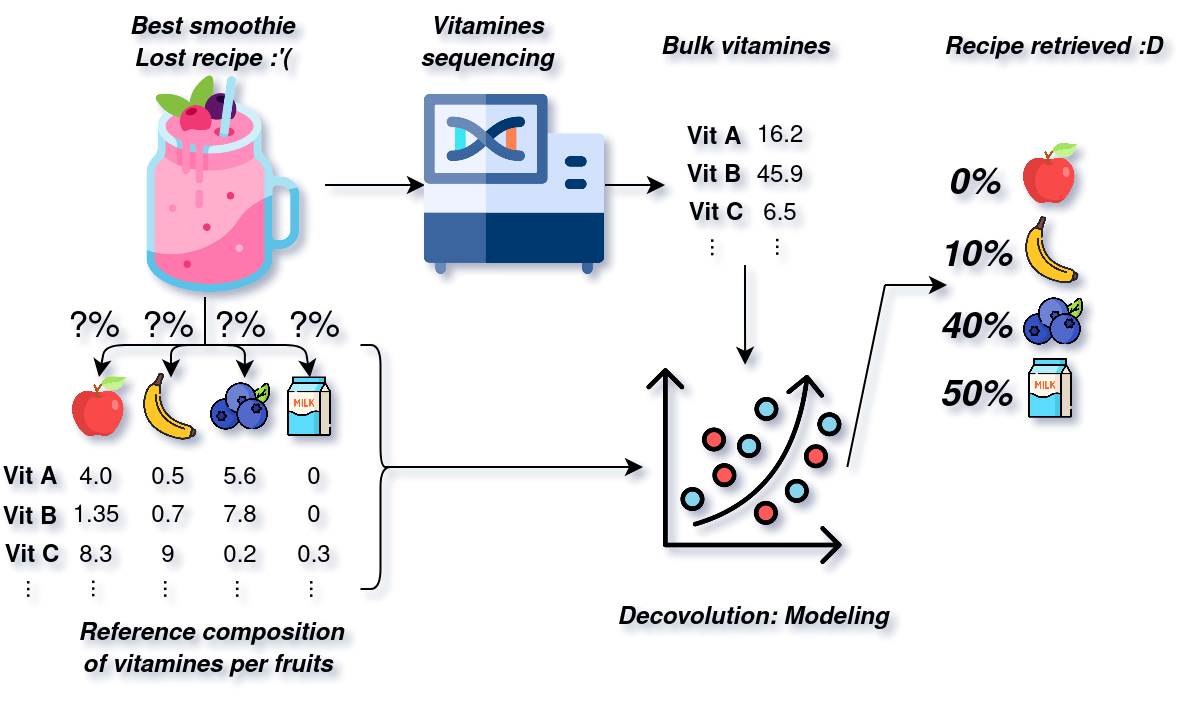 Best smoothie
Lost recipe :'(
Vitamines
sequencing
Bulk vitamines
Recipe retrieved :D
Vit A 16.2
Vit B 45.9
Vit C 6.5
⋮ ⋮
0%
10%
40%
50%
MILK
?% ?% ?% ?%
MILK
Vit A 4.0 0.5 5.6 0
Vit B 1.35 0.7 7.8 0
Vit C 8.3 9 0.2 0.3
⋮ ⋮ ⋮ ⋮ ⋮
Reference composition
of vitamines per fruits
Decovolution: Modeling